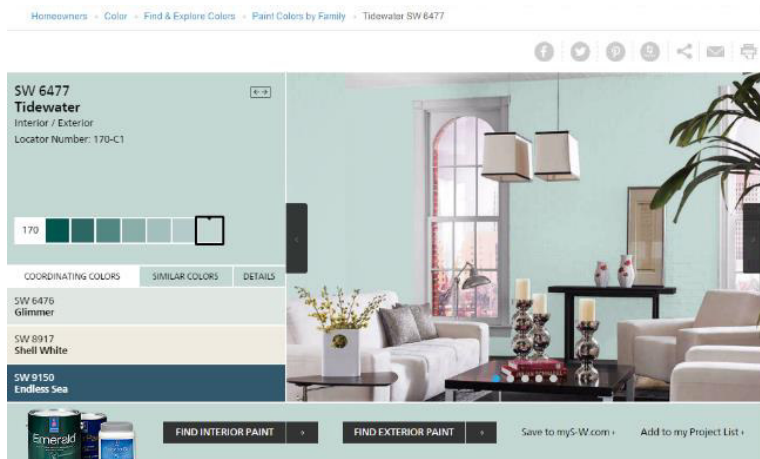 Homeowners » Color » Find & Explore Colors » Paint Colors by Family » Tidewater SW 6477
SW 6477
Tidewater
Interior / Exterior
Locator Number: 170-C1
170
COORDINATING COLORS SIMILAR COLORS DETAILS
SW 6476
Glimmer
SW 8917
Shell White
SW 9150
Endless Sea
Emerald
FIND INTERIOR PAINT ›
FIND EXTERIOR PAINT ›
Save to myS-W.com ›
Add to my Project List ›